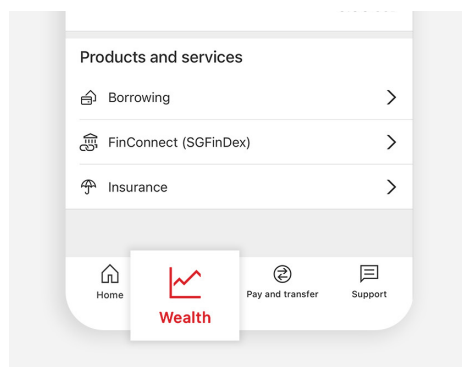 Products and services
Borrowing
FinConnect (SGFinDex)
Insurance
Home
Wealth
Pay and transfer
Support